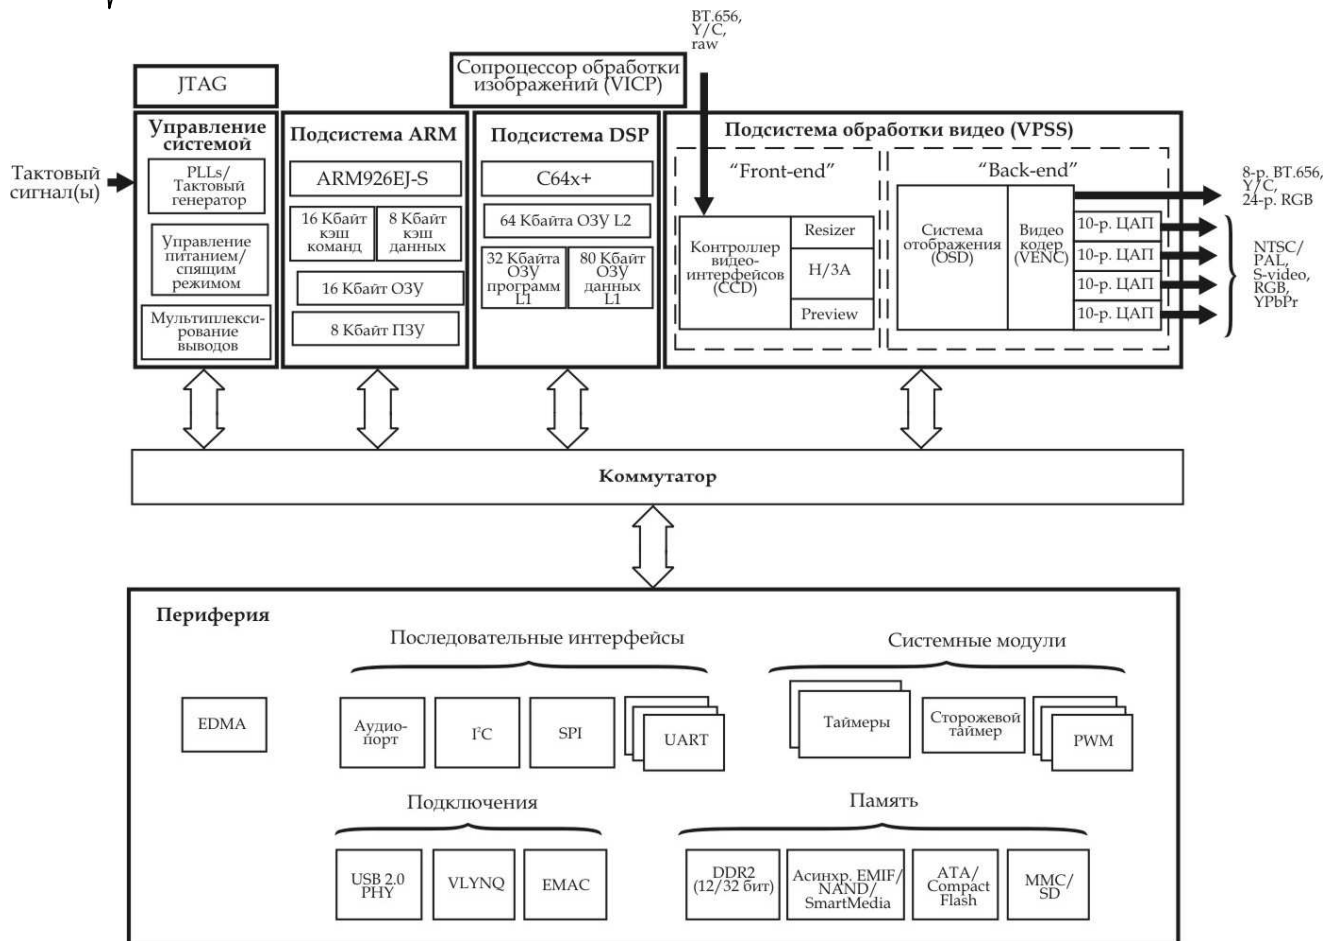 BT.656,
Y/C,
raw
JTAG
Сопроцессор обработки
изображений (VICP)
Управление
системой
Подсистема ARM
Подсистема DSP
Подсистема обработки видео (VPSS)
Тактовый
сигнал(ы)
PLLs/
Тактовый
генератор
Управление
питанием/
спящим
режимом
Мультиплекси-
рование
выводов
ARM926EJ-S
16 Кбайт
кэш
команд
8 Кбайт
кэш
данных
16 Кбайт ОЗУ
8 Кбайт ПЗУ
C64x+
64 Кбайта ОЗУ L2
32 Кбайта
ОЗУ
программ
L1
80 Кбайт
ОЗУ
данных
L1
“Front-end”
Контроллер
видео-
интерфейсов
(CCD)
Resizer
H/3A
Preview
“Back-end”
Система
отображения
(OSD)
Видео
кодер
(VENC)
10-р. ЦАП
10-р. ЦАП
10-р. ЦАП
10-р. ЦАП
8-р. BT.656,
Y/C,
24-р. RGB
NTSC/
PAL,
S-video,
RGB,
YPbPr
Коммутатор
Периферия
Последовательные интерфейсы
Системные модули
EDMA
Аудио-
порт
I²C
SPI
UART
Таймеры
Сторожевой
таймер
PWM
Подключения
Память
USB 2.0
PHY
VLYNQ
EMAC
DDR2
(12/32 бит)
Асинхр. EMIF/
NAND/
SmartMedia
ATA/
Compact
Flash
MMC/
SD